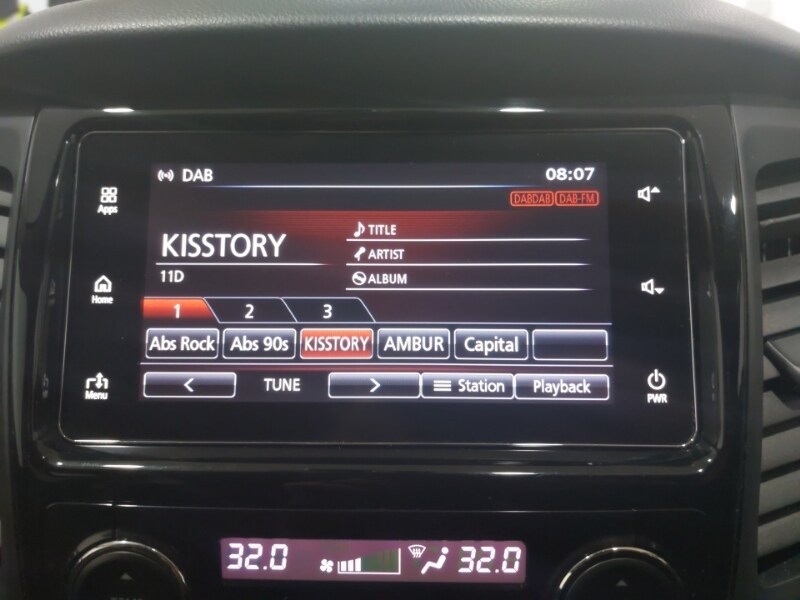 DAB 08:07
Apps
DABDAB DAB-FM
KISSTORY
TITLE
ARTIST
11D
ALBUM
Home
1 2 3
Abs Rock Abs 90s KISSTORY AMBUR Capital
Menu
< TUNE > Station Playback
PWR
32.0 32.0